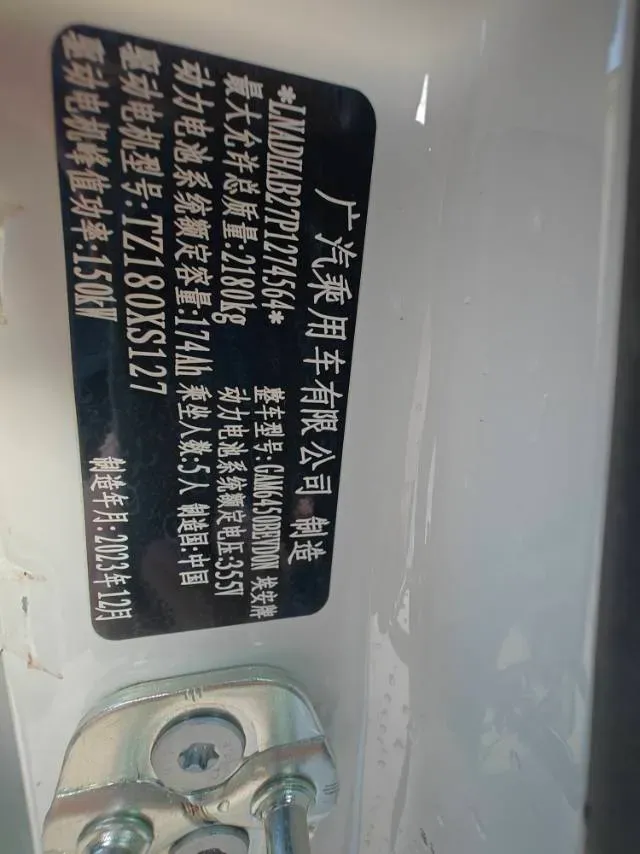 广汽乘用车有限公司 制造
*LNADHAB27P1274564* 整车型号:GAM6450BEVD0N 埃安牌
最大允许总质量:2180kg 动力电池系统额定电压:355V
动力电池系统额定容量:174Ah 乘坐人数:5人 制造国:中国
驱动电机型号:TZ180XS127
驱动电机峰值功率:150kW 制造年月:2023年12月